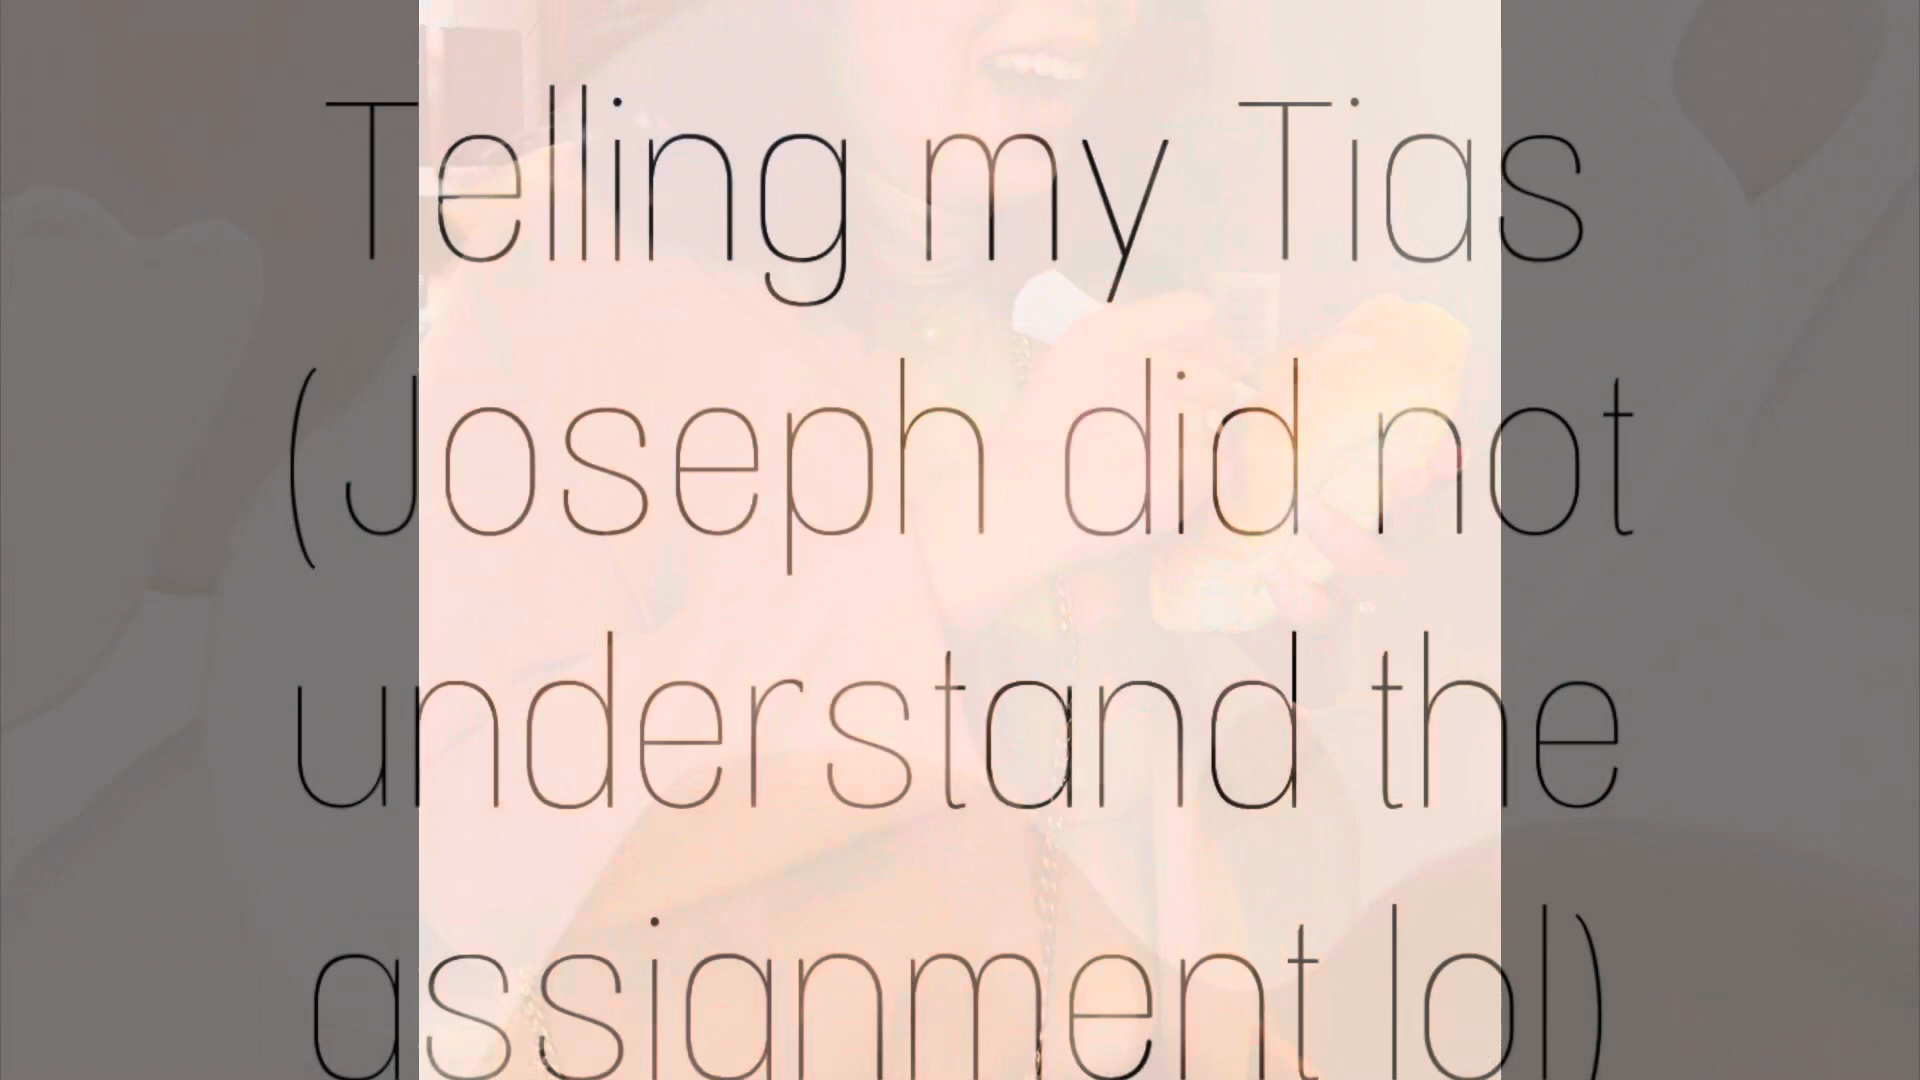 Telling my Tias
(Joseph did not
understand the
assignment lol)